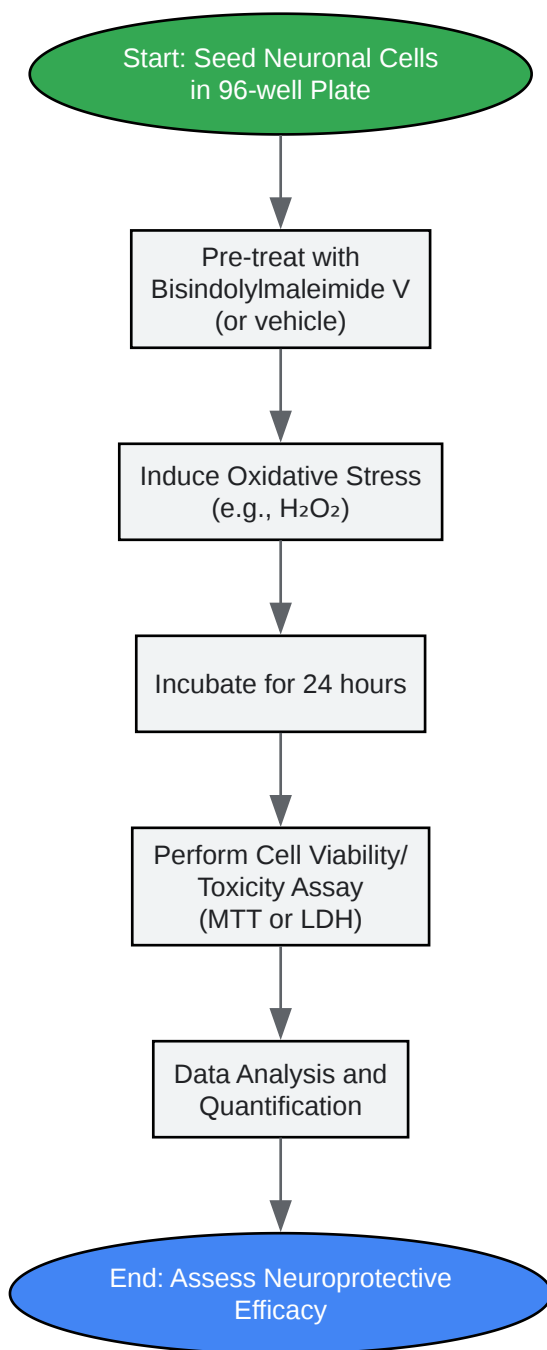 Start: Seed Neuronal Cells
in 96-well Plate
Pre-treat with
Bisindolylmaleimide V
(or vehicle)
Induce Oxidative Stress
(e.g., H₂O₂)
Incubate for 24 hours
Perform Cell Viability/
Toxicity Assay
(MTT or LDH)
Data Analysis and
Quantification
End: Assess Neuroprotective
Efficacy